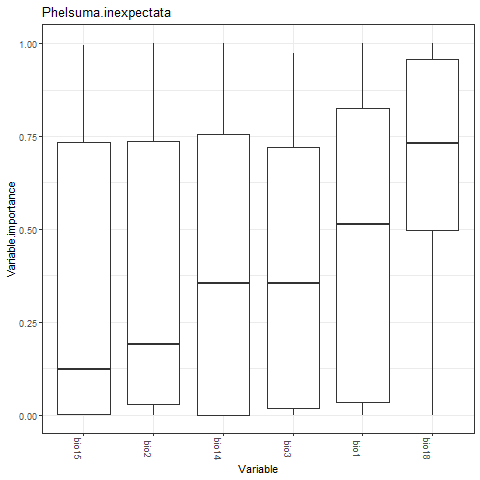 Phelsuma.inexpectata
Variable.importance
1.00
0.75
0.50
0.25
0.00
bio15
bio2
bio14
bio3
bio1
bio18
Variable